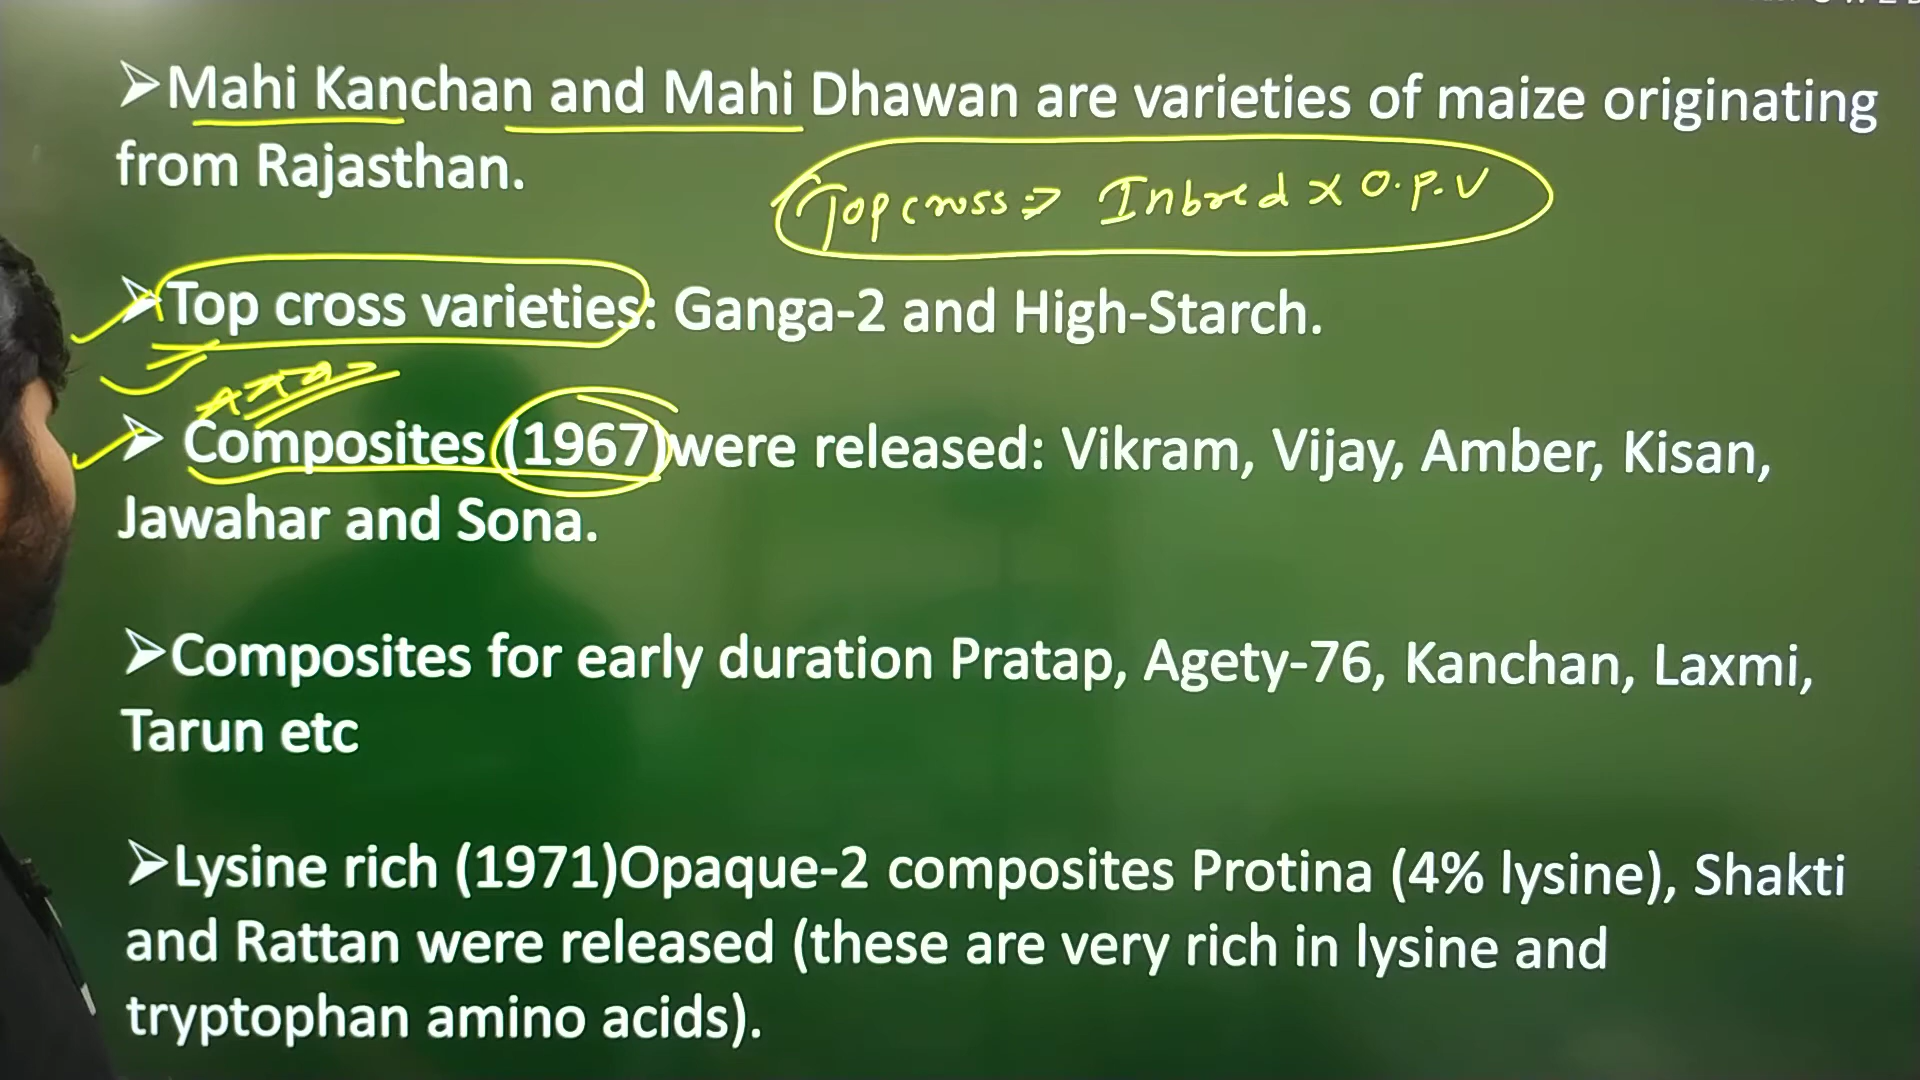 ➢Mahi Kanchan and Mahi Dhawan are varieties of maize originating
from Rajasthan.
Top cross ⇒ Inbred x O.P.V
➢Top cross varieties: Ganga-2 and High-Starch.
➢ Composites (1967)were released: Vikram, Vijay, Amber, Kisan,
Jawahar and Sona.
➢Composites for early duration Pratap, Agety-76, Kanchan, Laxmi,
Tarun etc
➢Lysine rich (1971)Opaque-2 composites Protina (4% lysine), Shakti
and Rattan were released (these are very rich in lysine and
tryptophan amino acids).